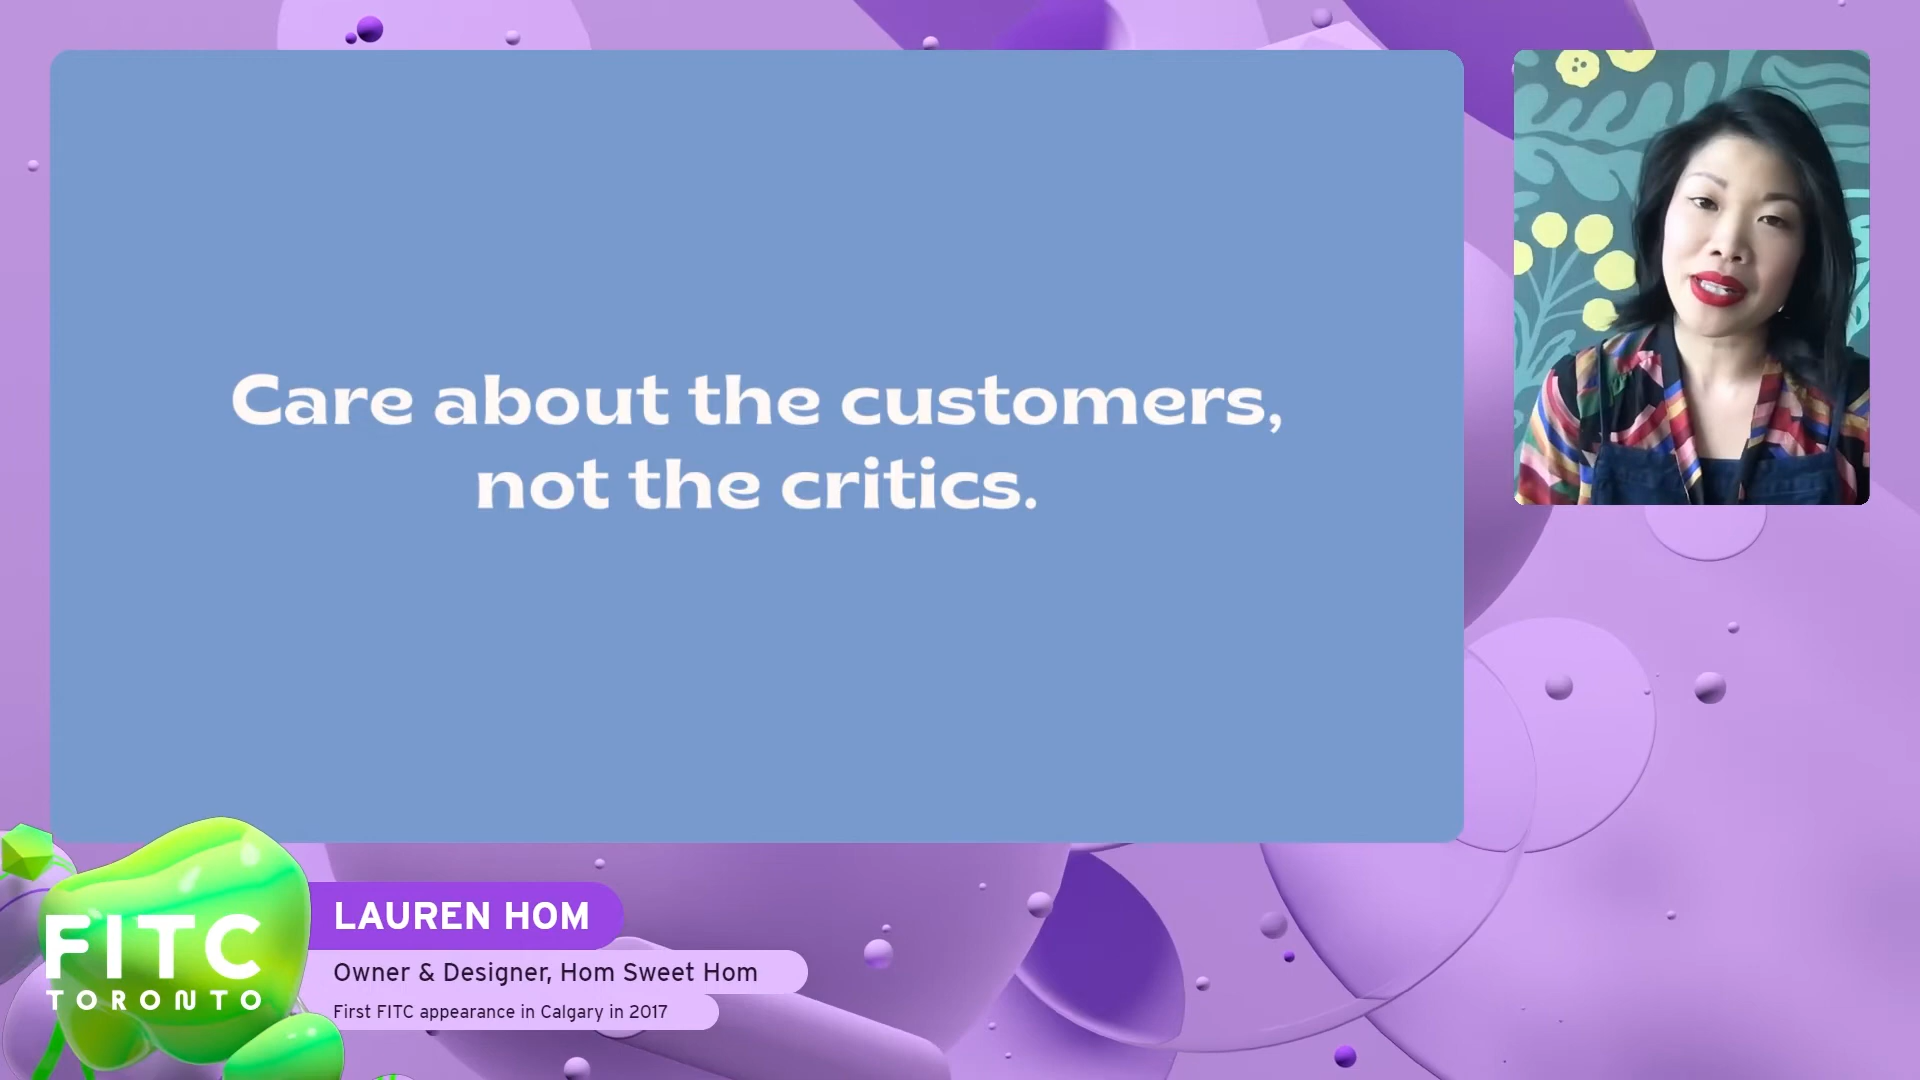 Care about the customers,
not the critics.
LAUREN HOM
Owner & Designer, Hom Sweet Hom
First FITC appearance in Calgary in 2017
FITC
TORONTO